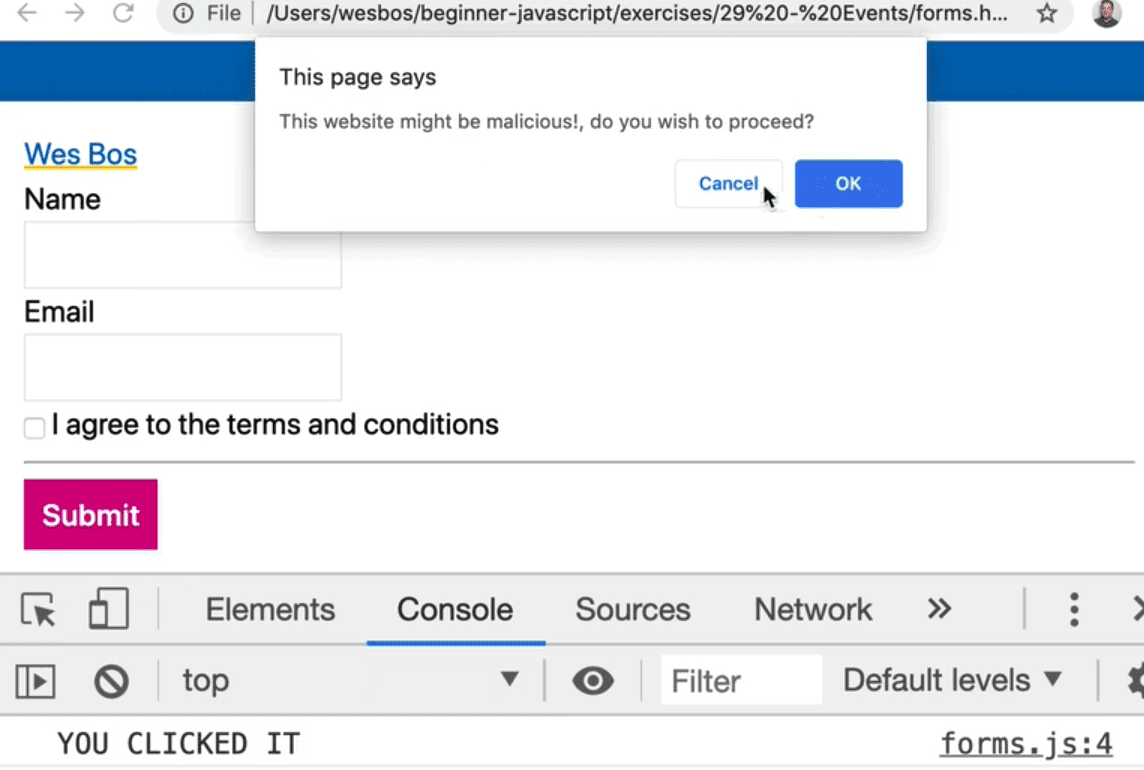 File /Users/wesbos/beginner-javascript/exercises/29%20-%20Events/forms.h...
This page says
This website might be malicious!, do you wish to proceed?
Cancel OK
Wes Bos
Name
Email
I agree to the terms and conditions
Submit
Elements Console Sources Network »
top Filter Default levels
YOU CLICKED IT forms.js:4